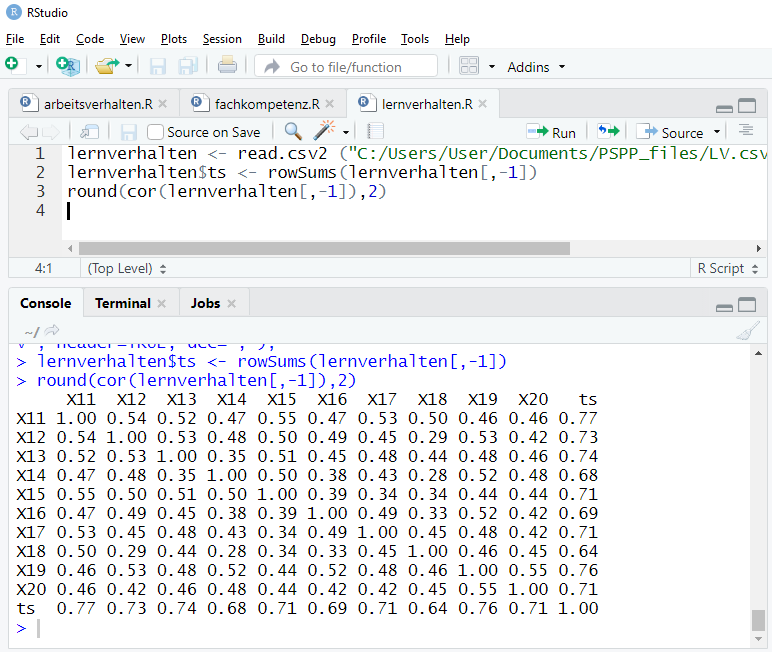 RStudio
File Edit Code View Plots Session Build Debug Profile Tools Help
Go to file/function Addins
arbeitsverhalten.R fachkompetenz.R lernverhalten.R
Source on Save Run Source
1 lernverhalten <- read.csv2 ("C:/Users/User/Documents/PSPP_files/LV.csv
2 lernverhalten$ts <- rowSums(lernverhalten[,-1])
3 round(cor(lernverhalten[,-1]),2)
4
4:1 (Top Level) R Script
Console Terminal Jobs
~/
> lernverhalten$ts <- rowSums(lernverhalten[,-1])
> round(cor(lernverhalten[,-1]),2)
X11 X12 X13 X14 X15 X16 X17 X18 X19 X20 ts
X11 1.00 0.54 0.52 0.47 0.55 0.47 0.53 0.50 0.46 0.46 0.77
X12 0.54 1.00 0.53 0.48 0.50 0.49 0.45 0.29 0.53 0.42 0.73
X13 0.52 0.53 1.00 0.35 0.51 0.45 0.48 0.44 0.48 0.46 0.74
X14 0.47 0.48 0.35 1.00 0.50 0.38 0.43 0.28 0.52 0.48 0.68
X15 0.55 0.50 0.51 0.50 1.00 0.39 0.34 0.34 0.44 0.44 0.71
X16 0.47 0.49 0.45 0.38 0.39 1.00 0.49 0.33 0.52 0.42 0.69
X17 0.53 0.45 0.48 0.43 0.34 0.49 1.00 0.45 0.48 0.42 0.71
X18 0.50 0.29 0.44 0.28 0.34 0.33 0.45 1.00 0.46 0.45 0.64
X19 0.46 0.53 0.48 0.52 0.44 0.52 0.48 0.46 1.00 0.55 0.76
X20 0.46 0.42 0.46 0.48 0.44 0.42 0.42 0.45 0.55 1.00 0.71
ts 0.77 0.73 0.74 0.68 0.71 0.69 0.71 0.64 0.76 0.71 1.00
>